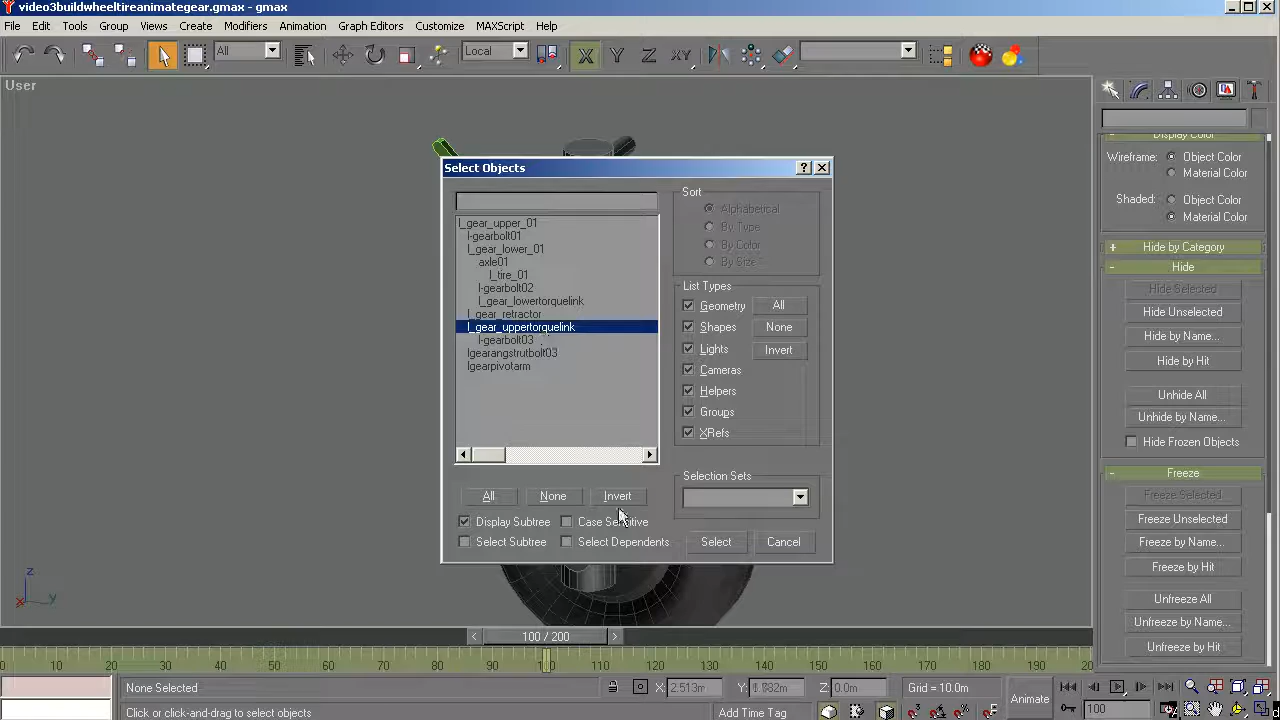 video3buildwheeltireanimategear.gmax - gmax
File Edit Tools Group Views Create Modifiers Animation Graph Editors Customize MAXScript Help
All
Local
X Y Z XY
User
Select Objects
l_gear_upper_01
l-gearbolt01
l_gear_lower_01
axle01
l_tire_01
l-gearbolt02
l_gear_lowertorquelink
l_gear_retractor
l_gear_uppertorquelink
l-gearbolt03
lgearangstrutbolt03
lgearpivotarm
All None Invert
Display Subtree Case Sensitive
Select Subtree Select Dependents
Sort
Alphabetical
By Type
By Color
By Size
List Types
Geometry All
Shapes None
Lights Invert
Cameras
Helpers
Groups
XRefs
Selection Sets
Select Cancel
Display Color
Wireframe: Object Color
Material Color
Shaded: Object Color
Material Color
+ Hide by Category
- Hide
Hide Selected
Hide Unselected
Hide by Name...
Hide by Hit
Unhide All
Unhide by Name...
Hide Frozen Objects
- Freeze
Freeze Selected
Freeze Unselected
Freeze by Name...
Freeze by Hit
Unfreeze All
Unfreeze by Name...
Unfreeze by Hit
z
x y
< 100 / 200 >
0 10 20 30 40 50 60 70 80 90 100 110 120 130 140 150 160 170 180 190 20
None Selected X: 2.513m Y: 1.982m Z: 0.0m Grid = 10.0m Animate
Click or click-and-drag to select objects Add Time Tag 100